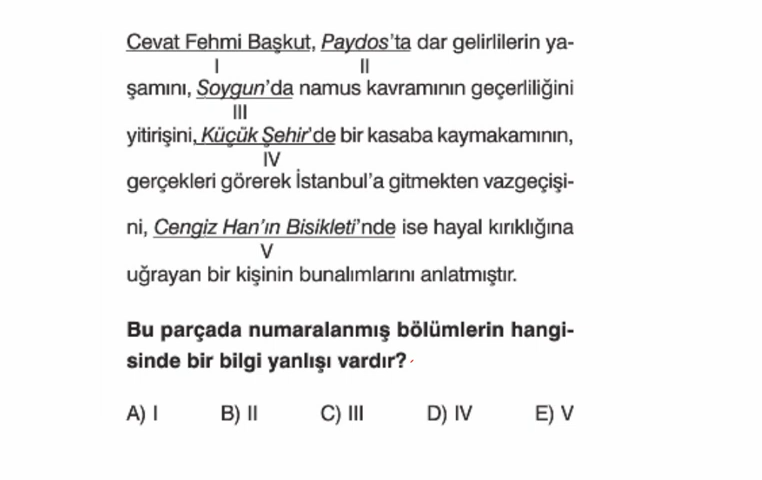 Cevat Fehmi Başkut, Paydos'ta dar gelirlilerin ya-
I II
şamını, Soygun'da namus kavramının geçerliliğini
III
yitirişini, Küçük Şehir'de bir kasaba kaymakamının,
IV
gerçekleri görerek İstanbul'a gitmekten vazgeçişi-
ni, Cengiz Han'ın Bisikleti'nde ise hayal kırıklığına
V
uğrayan bir kişinin bunalımlarını anlatmıştır.
Bu parçada numaralanmış bölümlerin hangi-
sinde bir bilgi yanlışı vardır?
A) I B) II C) III D) IV E) V